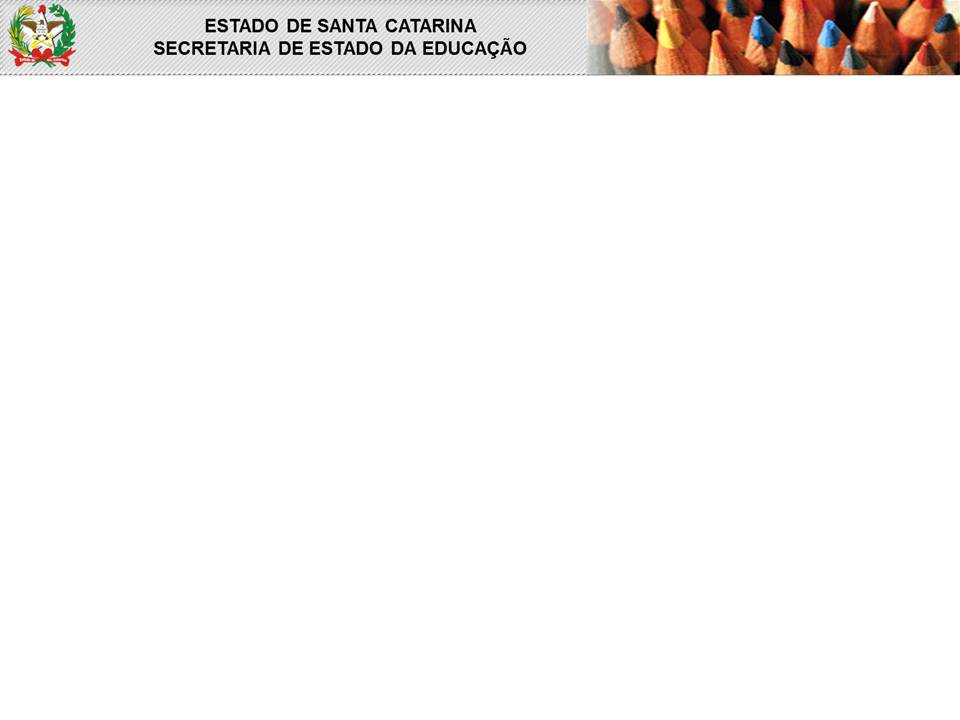 ESTADO DE SANTA CATARINA
SECRETARIA DE ESTADO DA EDUCAÇÃO